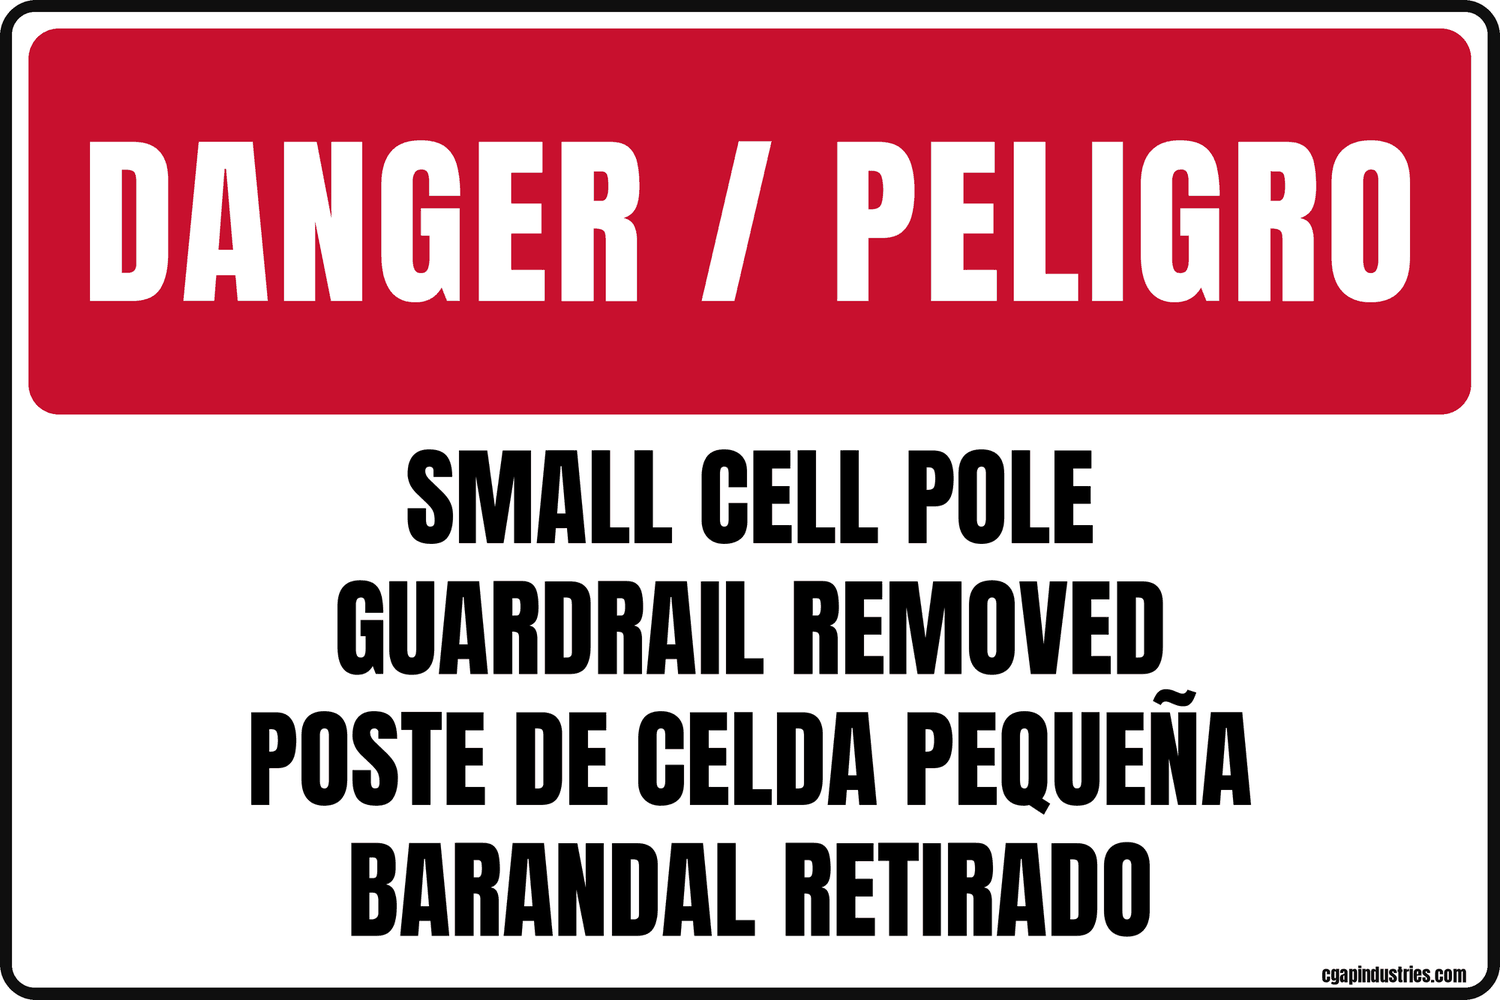 DANGER / PELIGRO
SMALL CELL POLE
GUARDRAIL REMOVED
POSTE DE CELDA PEQUEÑA
BARANDAL RETIRADO
cgapindustries.com